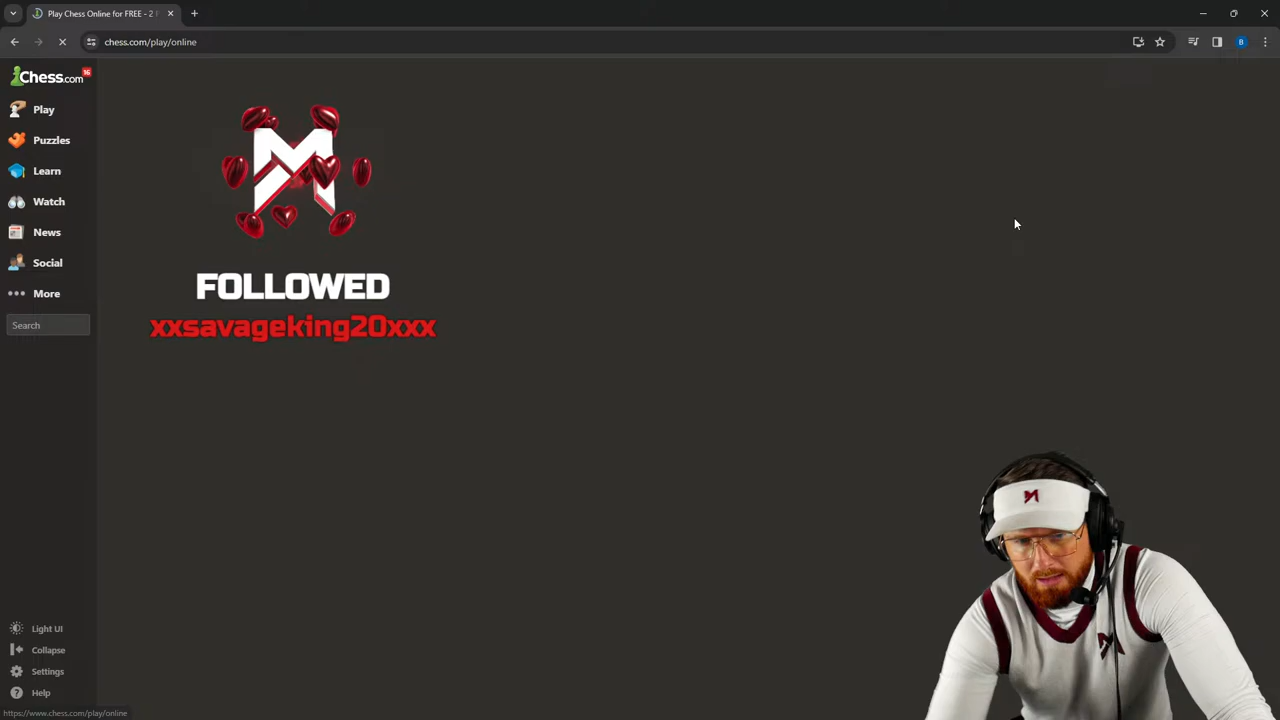 Play Chess Online for FREE - 2 P
chess.com/play/online
B
Chess.com
16
Play
Puzzles
Learn
Watch
News
Social
More
Search
FOLLOWED
xxsavageking20xxx
Light UI
Collapse
Settings
Help
https://www.chess.com/play/online